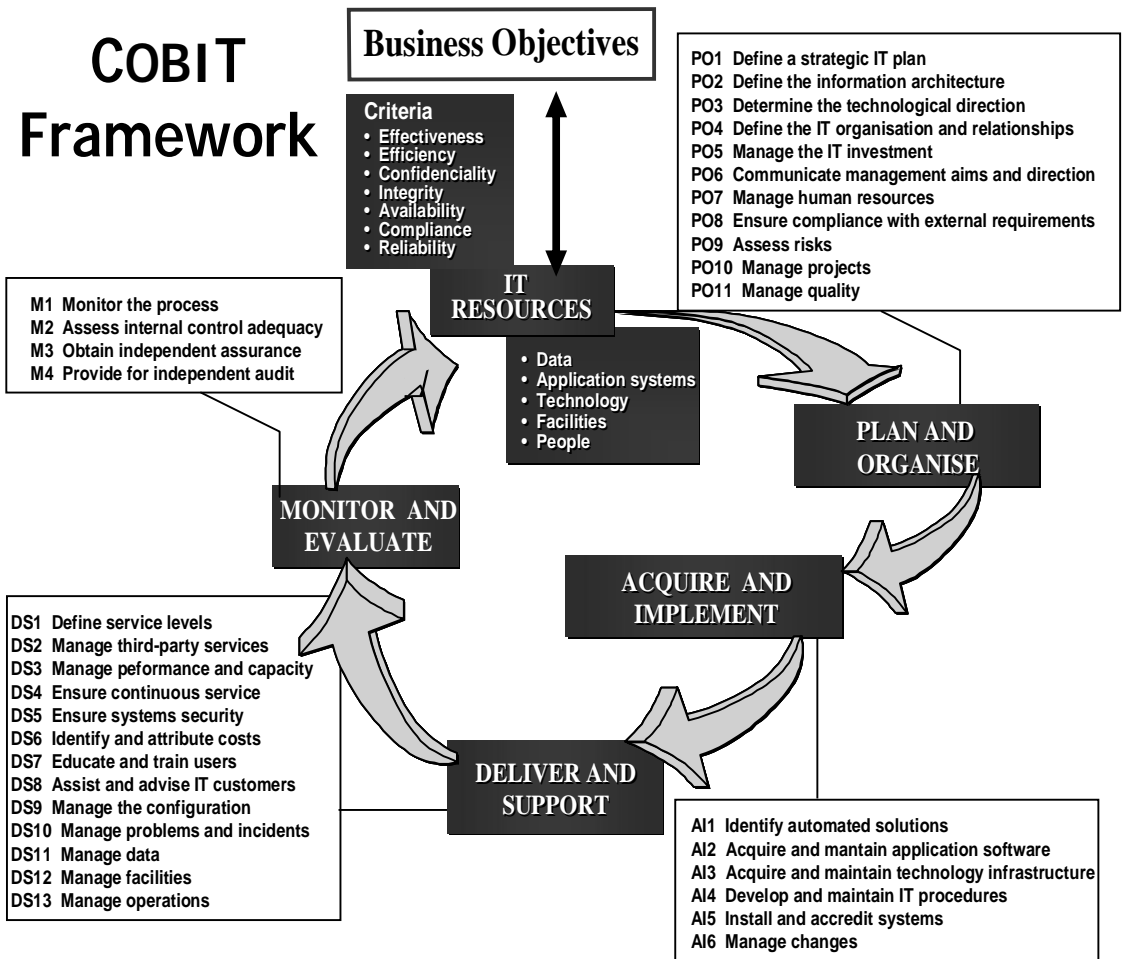 COBIT
Framework
Business Objectives
Criteria
• Effectiveness
• Efficiency
• Confidenciality
• Integrity
• Availability
• Compliance
• Reliability
PO1 Define a strategic IT plan
PO2 Define the information architecture
PO3 Determine the technological direction
PO4 Define the IT organisation and relationships
PO5 Manage the IT investment
PO6 Communicate management aims and direction
PO7 Manage human resources
PO8 Ensure compliance with external requirements
PO9 Assess risks
PO10 Manage projects
PO11 Manage quality
IT
RESOURCES
• Data
• Application systems
• Technology
• Facilities
• People
M1 Monitor the process
M2 Assess internal control adequacy
M3 Obtain independent assurance
M4 Provide for independent audit
PLAN AND
ORGANISE
MONITOR AND
EVALUATE
ACQUIRE AND
IMPLEMENT
DS1 Define service levels
DS2 Manage third-party services
DS3 Manage peformance and capacity
DS4 Ensure continuous service
DS5 Ensure systems security
DS6 Identify and attribute costs
DS7 Educate and train users
DS8 Assist and advise IT customers
DS9 Manage the configuration
DS10 Manage problems and incidents
DS11 Manage data
DS12 Manage facilities
DS13 Manage operations
DELIVER AND
SUPPORT
AI1 Identify automated solutions
AI2 Acquire and mantain application software
AI3 Acquire and maintain technology infrastructure
AI4 Develop and maintain IT procedures
AI5 Install and accredit systems
AI6 Manage changes